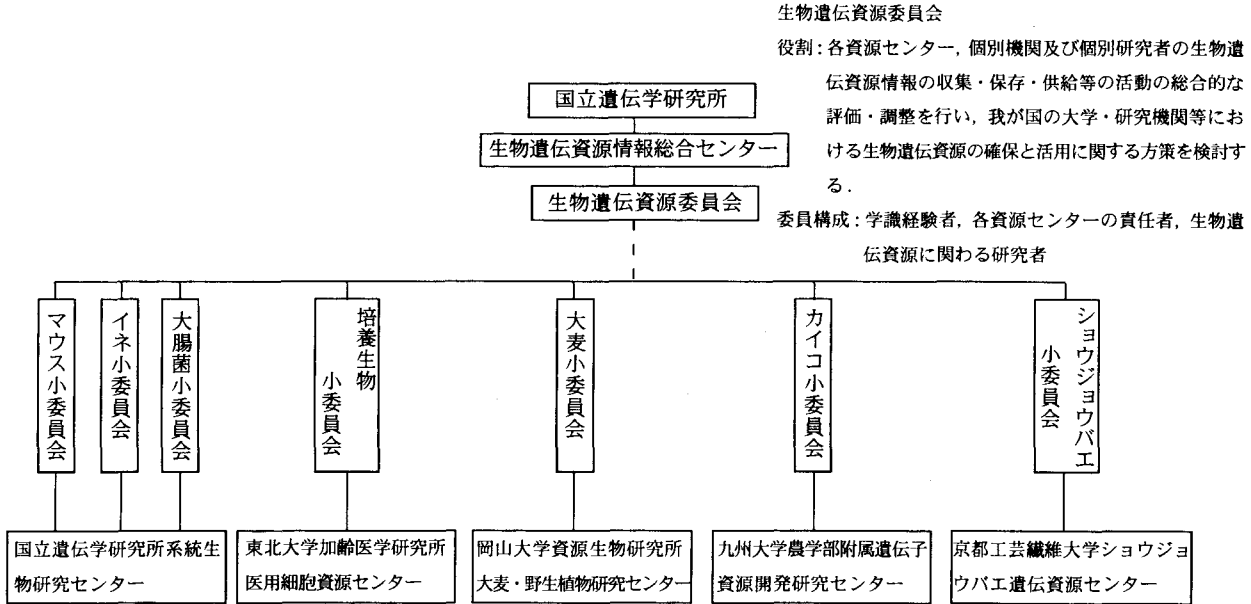 生物遺伝資源委員会
役割：各資源センター，個別機関及び個別研究者の生物遺
伝資源情報の収集・保存・供給等の活動の総合的な
評価・調整を行い，我が国の大学・研究機関等にお
ける生物遺伝資源の確保と活用に関する方策を検討す
る．
委員構成：学識経験者，各資源センターの責任者，生物遺
伝資源に関わる研究者
国立遺伝学研究所
生物遺伝資源情報総合センター
生物遺伝資源委員会
マウス小委員会
イネ小委員会
大腸菌小委員会
培養生物
小委員会
大麦小委員会
カイコ小委員会
ショウジョウバエ
小委員会
国立遺伝学研究所系統生
物研究センター
東北大学加齢医学研究所
医用細胞資源センター
岡山大学資源生物研究所
大麦・野生植物研究センター
九州大学農学部附属遺伝子
資源開発研究センター
京都工芸繊維大学ショウジョ
ウバエ遺伝資源センター